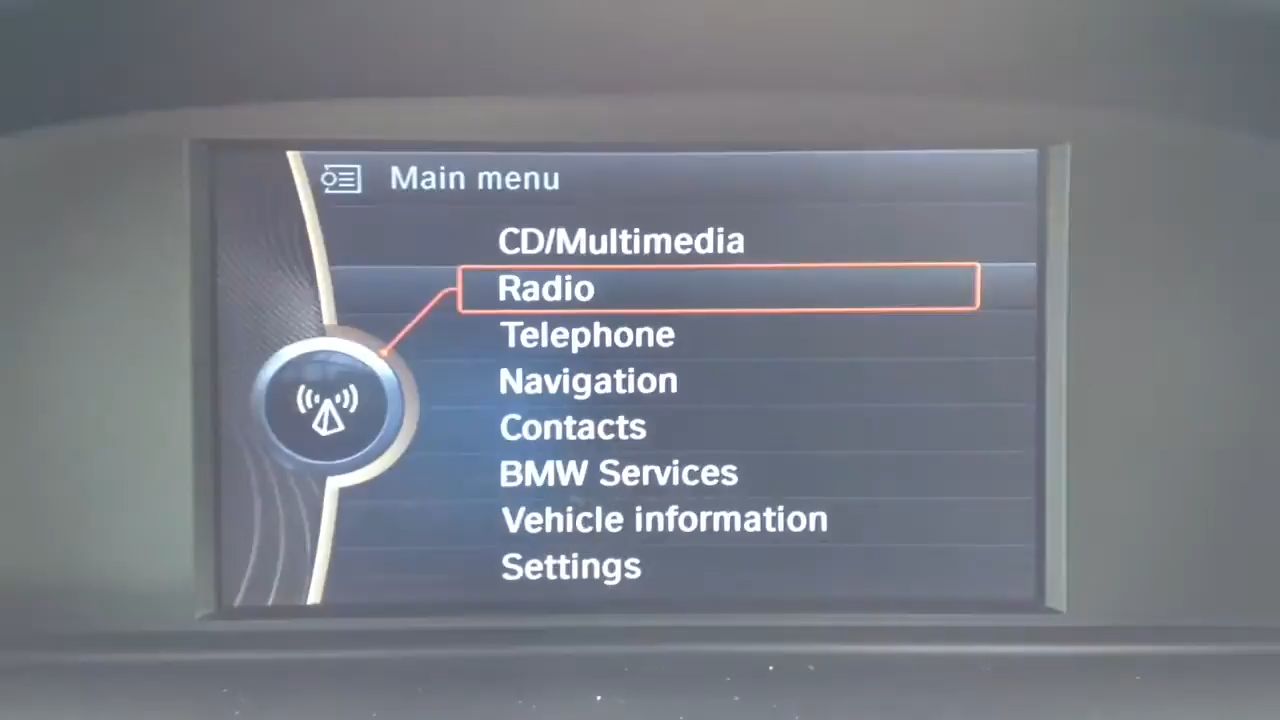 Main menu
CD/Multimedia
Radio
Telephone
Navigation
Contacts
BMW Services
Vehicle information
Settings